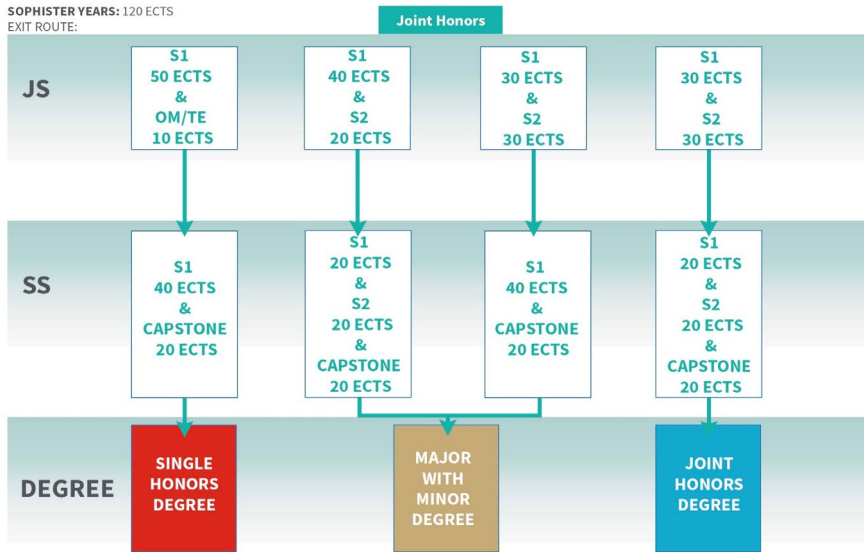 SOPHISTER YEARS: 120 ECTS
EXIT ROUTE:
Joint Honors
JS
S1
50 ECTS
&
OM/TE
10 ECTS
S1
40 ECTS
&
S2
20 ECTS
S1
30 ECTS
&
S2
30 ECTS
S1
30 ECTS
&
S2
30 ECTS
SS
S1
40 ECTS
&
CAPSTONE
20 ECTS
S1
20 ECTS
&
S2
20 ECTS
&
CAPSTONE
20 ECTS
S1
40 ECTS
&
CAPSTONE
20 ECTS
S1
20 ECTS
&
S2
20 ECTS
&
CAPSTONE
20 ECTS
DEGREE
SINGLE
HONORS
DEGREE
MAJOR
WITH
MINOR
DEGREE
JOINT
HONORS
DEGREE